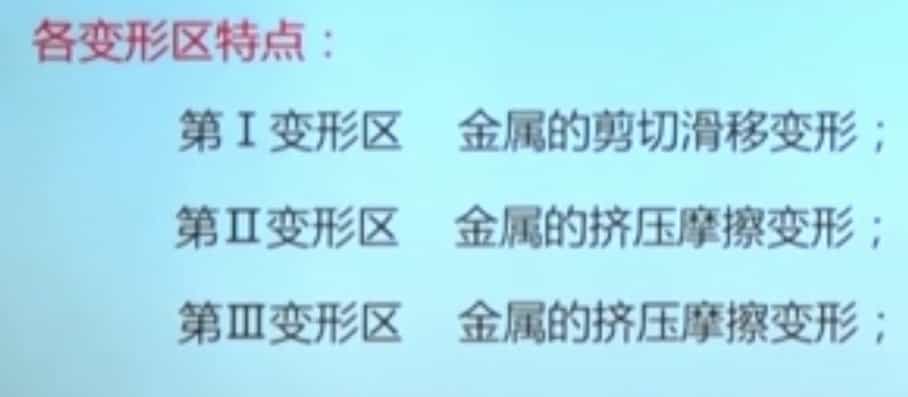 各变形区特点：
第Ⅰ变形区 金属的剪切滑移变形；
第Ⅱ变形区 金属的挤压摩擦变形；
第Ⅲ变形区 金属的挤压摩擦变形；